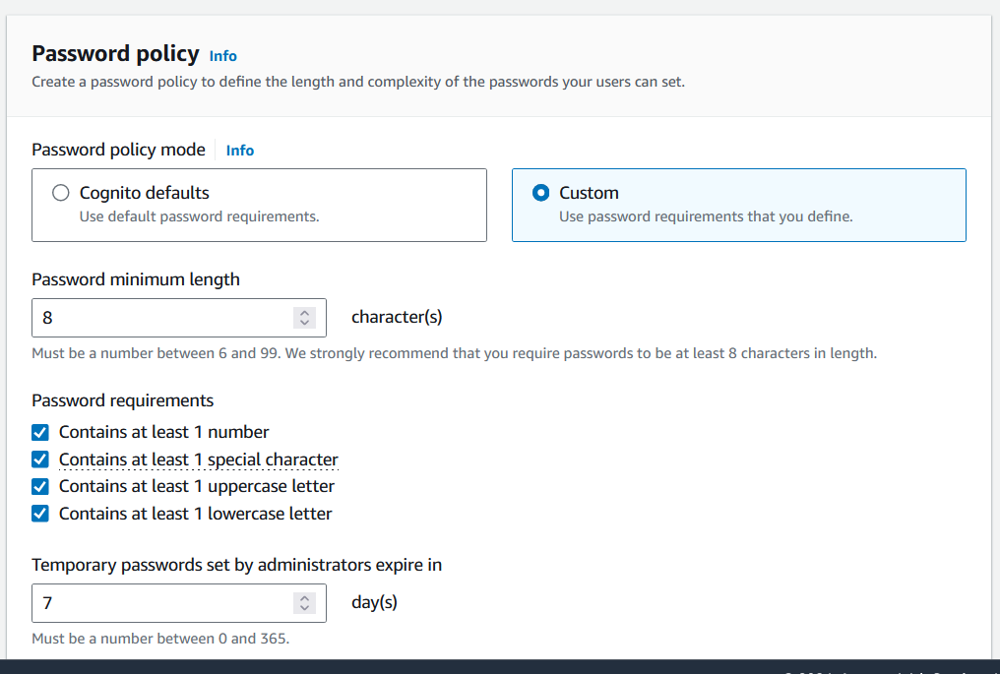 Password policy Info
Create a password policy to define the length and complexity of the passwords your users can set.
Password policy mode Info
Cognito defaults
Use default password requirements.
Custom
Use password requirements that you define.
Password minimum length
8 character(s)
Must be a number between 6 and 99. We strongly recommend that you require passwords to be at least 8 characters in length.
Password requirements
Contains at least 1 number
Contains at least 1 special character
Contains at least 1 uppercase letter
Contains at least 1 lowercase letter
Temporary passwords set by administrators expire in
7 day(s)
Must be a number between 0 and 365.